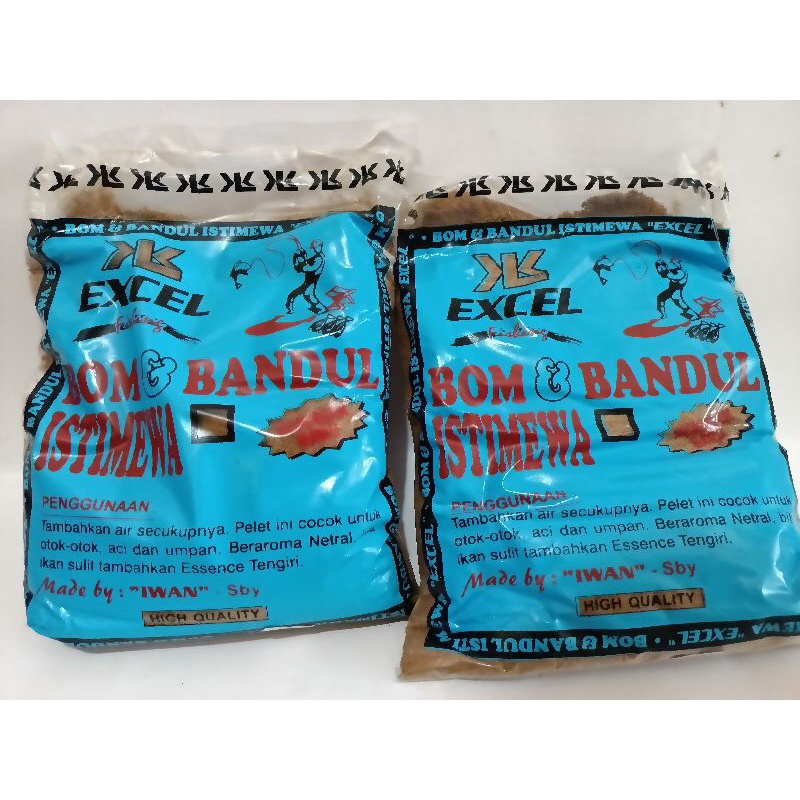 BOM & BANDUL ISTIMEWA "EXCEL
EXCEL
BOM & BANDUL
ISTIMEWA
PENGGUNAAN
Tambahkan air secukupnya. Pelet ini cocok untuk
otok-otok, aci dan umpan. Beraroma Netral,
ikan sulit tambahkan Essence Tengiri.
Made by : "IWAN" - Sby
HIGH QUALITY
BOM & BANDUL ISTIMEWA "EXCEL"
EXCEL
BOM & BANDUL
ISTIMEWA
PENGGUNAAN
Tambahkan air secukupnya. Pelet ini cocok untuk
otok-otok, aci dan umpan. Beraroma Netral,
ikan sulit tambahkan Essence Tengiri.
Made by : "IWAN" - Sby
HIGH QUALITY
EWA "EXCEL" · BOM & BANDUL ISTI